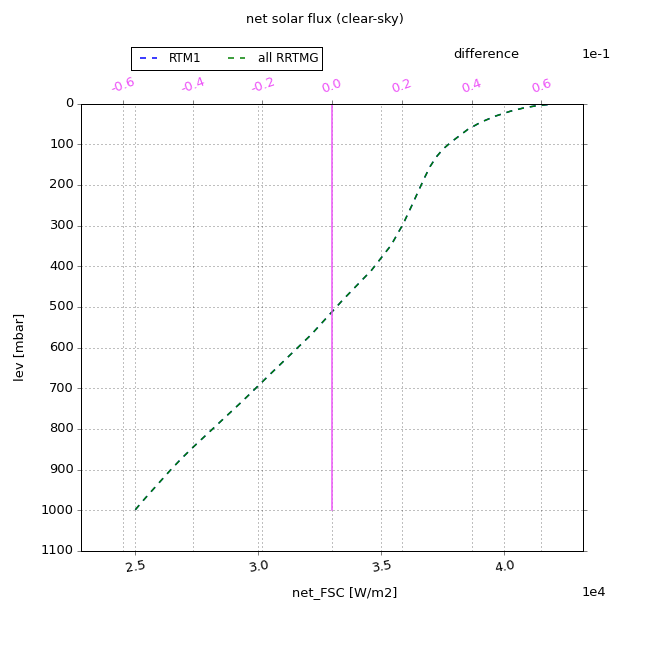 net solar flux (clear-sky)
RTM1 all RRTMG difference 1e-1
-0.6 -0.4 -0.2 0.0 0.2 0.4 0.6
0
100
200
300
400
500
600
700
800
900
1000
1100
lev [mbar]
2.5 3.0 3.5 4.0
net_FSC [W/m2] 1e4